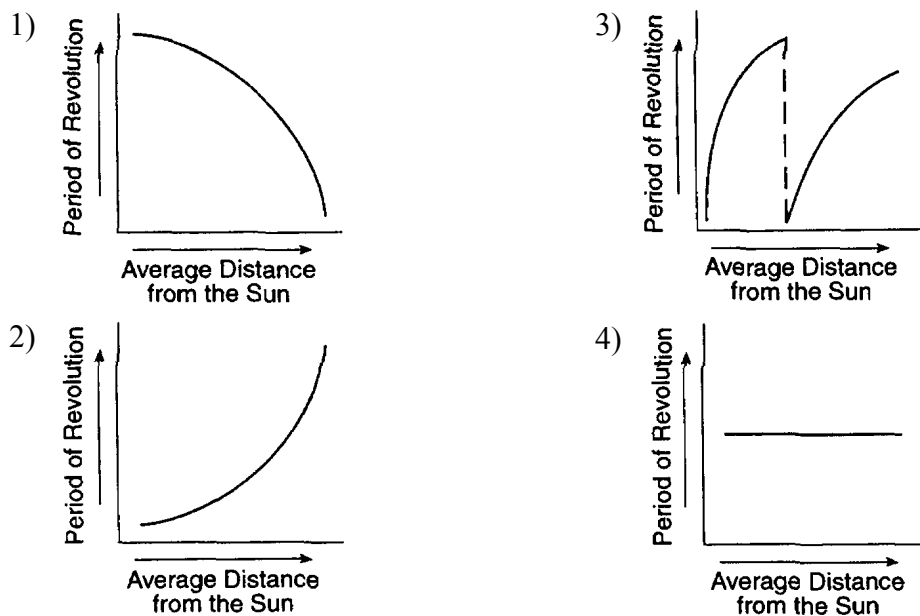 1)
Period of Revolution
Average Distance
from the Sun
2)
Period of Revolution
Average Distance
from the Sun
3)
Period of Revolution
Average Distance
from the Sun
4)
Period of Revolution
Average Distance
from the Sun